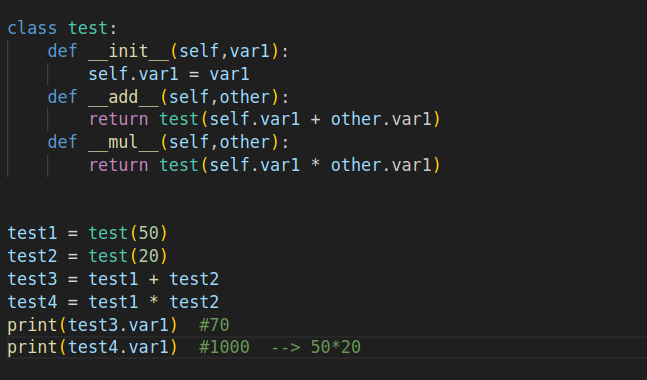 class test:
    def __init__(self,var1):
        self.var1 = var1
    def __add__(self,other):
        return test(self.var1 + other.var1)
    def __mul__(self,other):
        return test(self.var1 * other.var1)
test1 = test(50)
test2 = test(20)
test3 = test1 + test2
test4 = test1 * test2
print(test3.var1)  #70
print(test4.var1)  #1000  --> 50*20